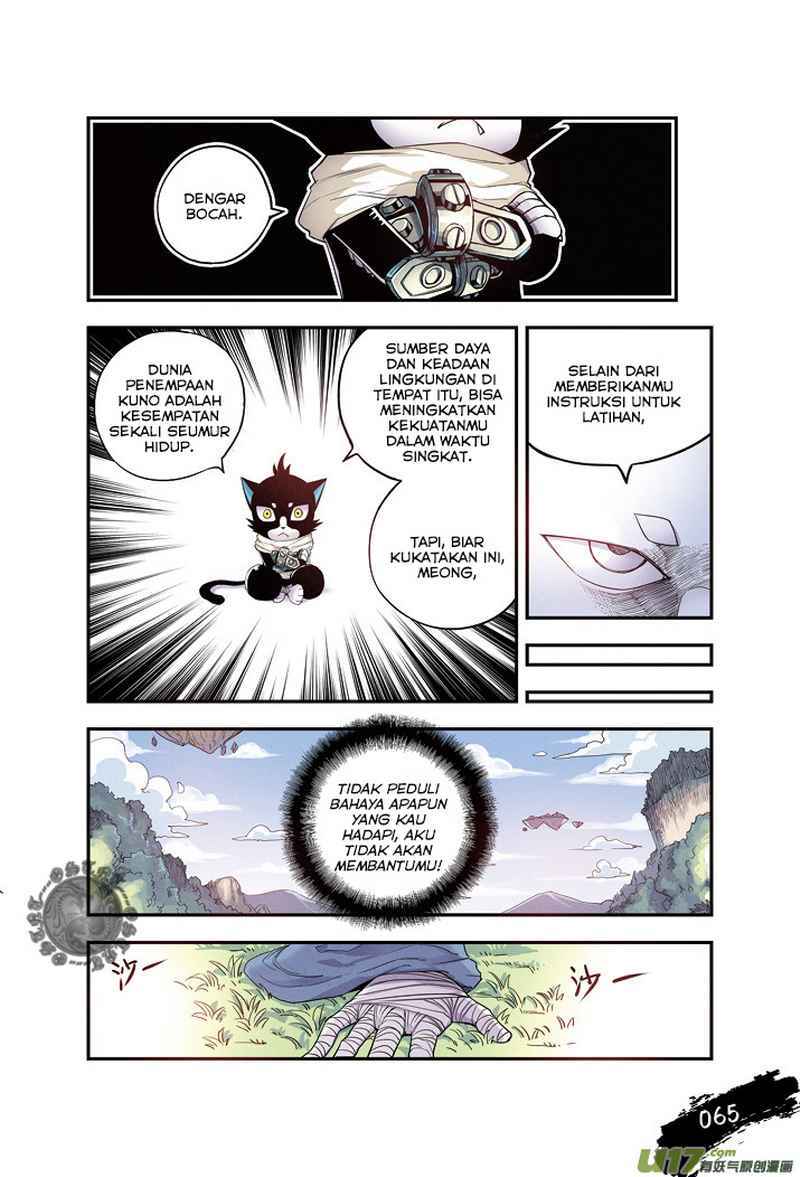 DENGAR
BOCAH.
DUNIA
PENEMPAAN
KUNO ADALAH
KESEMPATAN
SEKALI SEUMUR
HIDUP.
SUMBER DAYA
DAN KEADAAN
LINGKUNGAN DI
TEMPAT ITU, BISA
MENINGKATKAN
KEKUATANMU
DALAM WAKTU
SINGKAT.
TAPI, BIAR
KUKATAKAN INI,
MEONG,
SELAIN DARI
MEMBERIKANMU
INSTRUKSI UNTUK
LATIHAN,
TIDAK PEDULI
BAHAYA APAPUN
YANG KAU
HADAPI, AKU
TIDAK AKAN
MEMBANTUMU!
沙一
沙一
065
U17.com
有妖气原创漫画